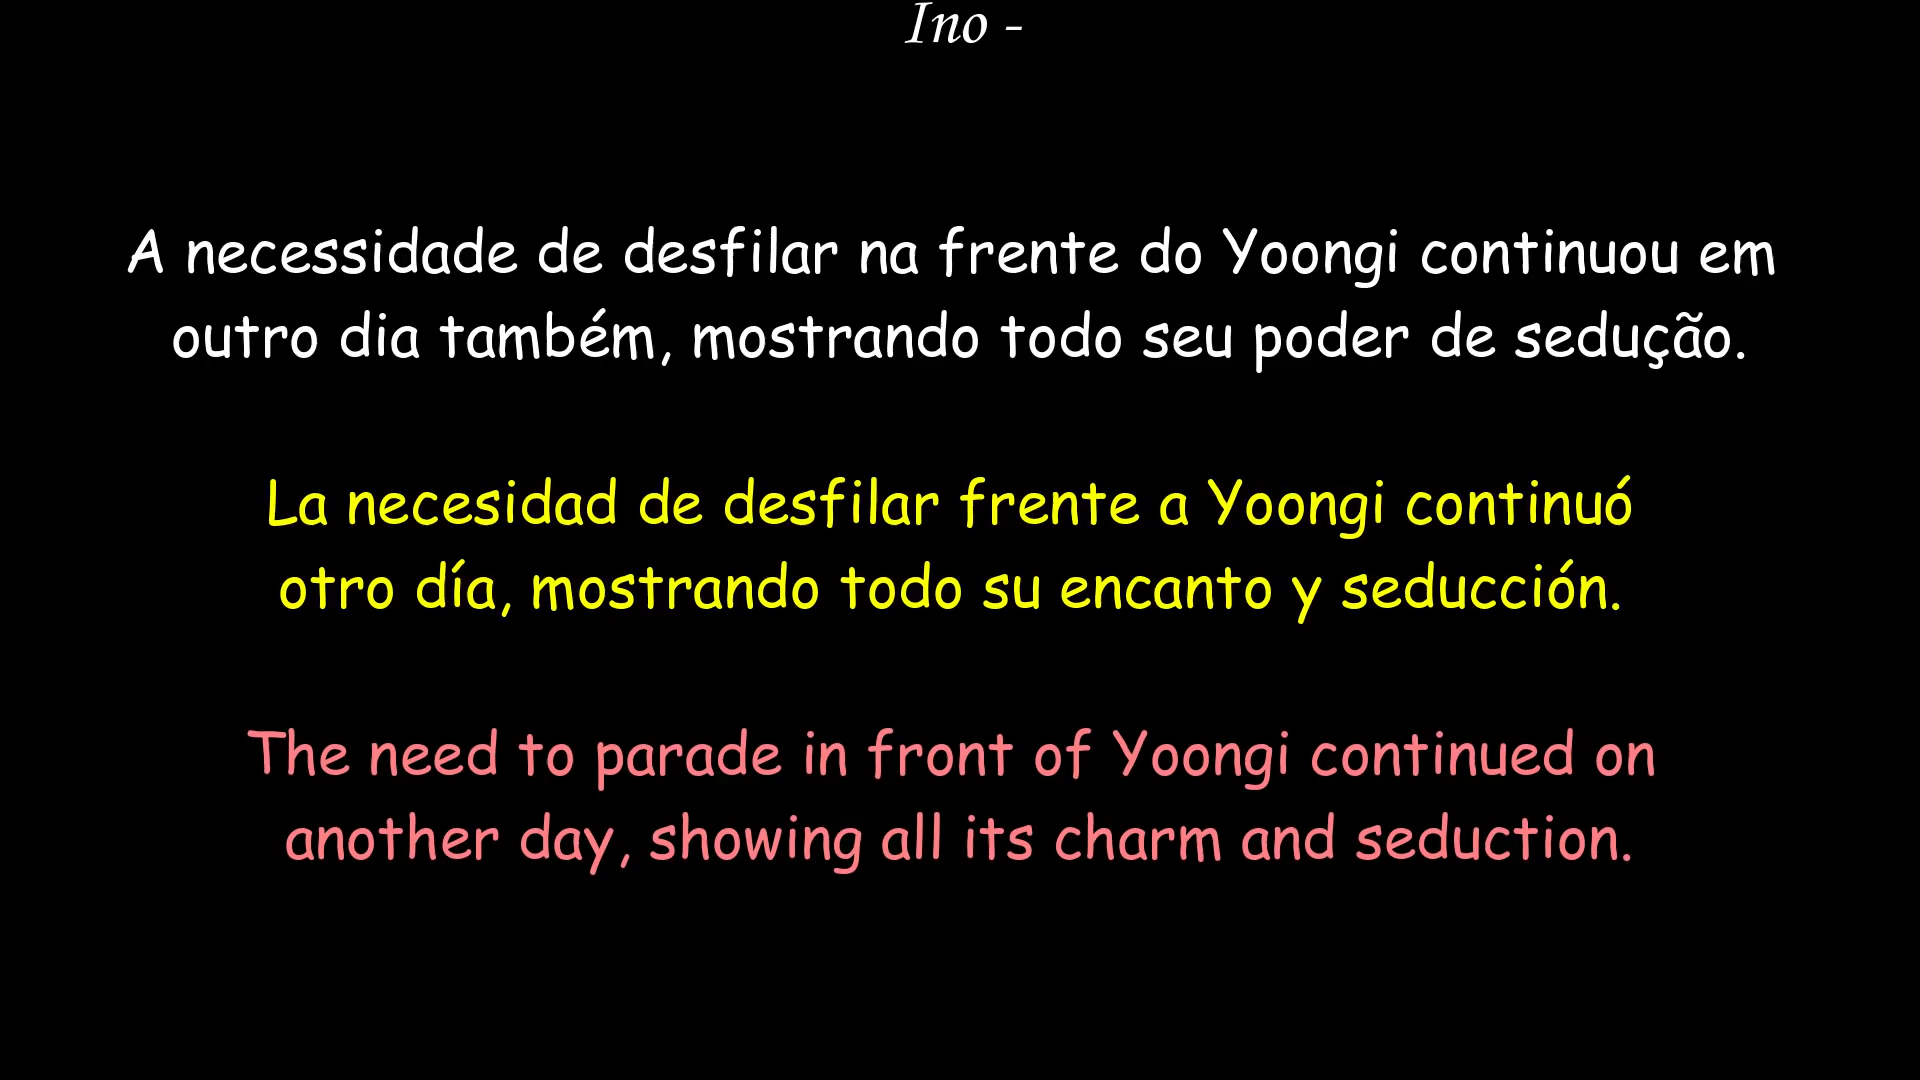 Ino -
A necessidade de desfilar na frente do Yoongi continuou em
outro dia também, mostrando todo seu poder de sedução.
La necesidad de desfilar frente a Yoongi continuó
otro día, mostrando todo su encanto y seducción.
The need to parade in front of Yoongi continued on
another day, showing all its charm and seduction.